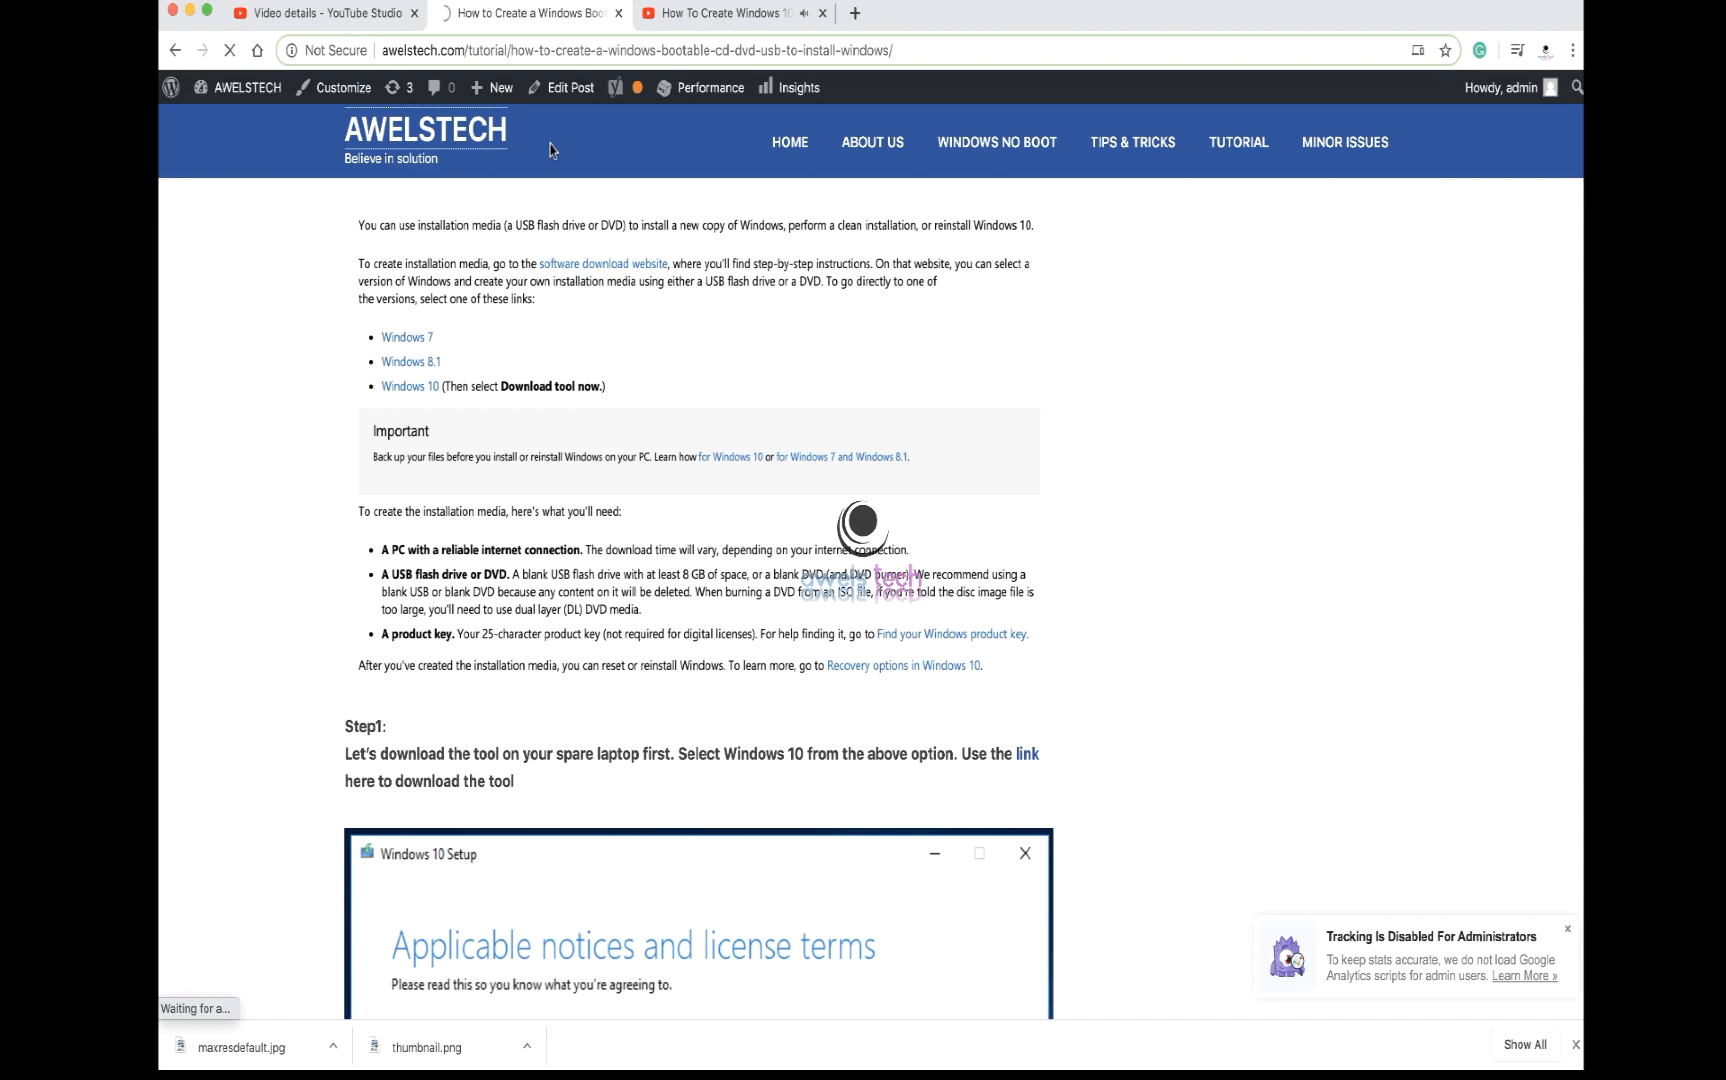 Video details - YouTube Studio
How to Create a Windows Boo
How To Create Windows 10
Not Secure awelstech.com/tutorial/how-to-create-a-windows-bootable-cd-dvd-usb-to-install-windows/
AWELSTECH Customize 3 0 New Edit Post Performance Insights Howdy, admin
AWELSTECH
Believe in solution
HOME ABOUT US WINDOWS NO BOOT TIPS & TRICKS TUTORIAL MINOR ISSUES
You can use installation media (a USB flash drive or DVD) to install a new copy of Windows, perform a clean installation, or reinstall Windows 10.
To create installation media, go to the software download website, where you'll find step-by-step instructions. On that website, you can select a
version of Windows and create your own installation media using either a USB flash drive or a DVD. To go directly to one of
the versions, select one of these links:
• Windows 7
• Windows 8.1
• Windows 10 (Then select Download tool now.)
Important
Back up your files before you install or reinstall Windows on your PC. Learn how for Windows 10 or for Windows 7 and Windows 8.1.
To create the installation media, here's what you'll need:
• A PC with a reliable internet connection. The download time will vary, depending on your internet connection.
• A USB flash drive or DVD. A blank USB flash drive with at least 8 GB of space, or a blank DVD (and DVD burner). We recommend using a
blank USB or blank DVD because any content on it will be deleted. When burning a DVD from an ISO file, if you're told the disc image file is
too large, you'll need to use dual layer (DL) DVD media.
awels tech
• A product key. Your 25-character product key (not required for digital licenses). For help finding it, go to Find your Windows product key.
After you've created the installation media, you can reset or reinstall Windows. To learn more, go to Recovery options in Windows 10.
Step1:
Let's download the tool on your spare laptop first. Select Windows 10 from the above option. Use the link
here to download the tool
Windows 10 Setup
Applicable notices and license terms
Please read this so you know what you're agreeing to.
Tracking Is Disabled For Administrators
To keep stats accurate, we do not load Google
Analytics scripts for admin users. Learn More »
Waiting for a...
maxresdefault.jpg
thumbnail.png
Show All